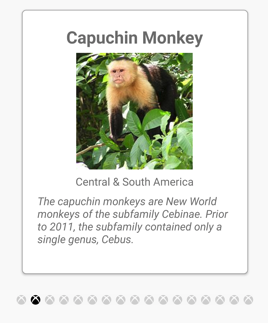 Capuchin Monkey
Central & South America
The capuchin monkeys are New World
monkeys of the subfamily Cebinae. Prior
to 2011, the subfamily contained only a
single genus, Cebus.